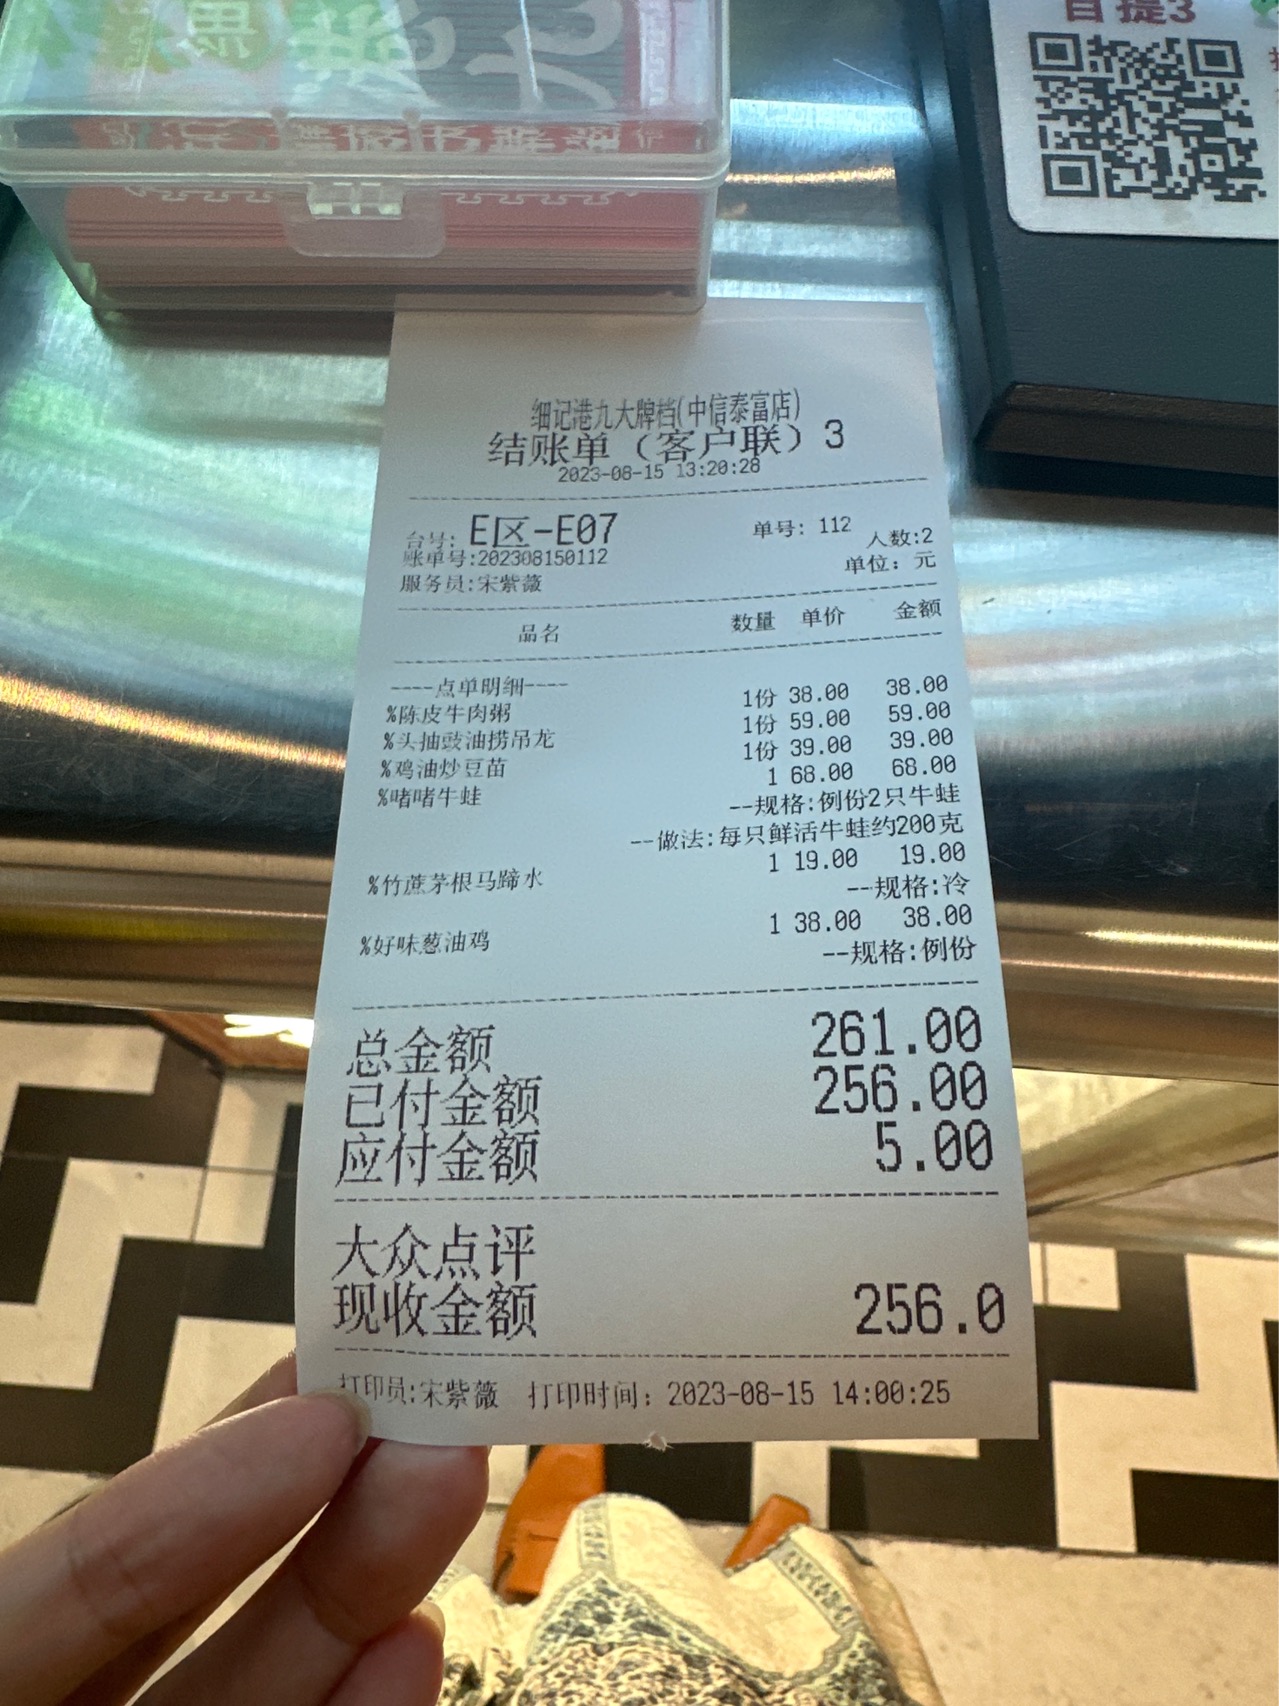 自提3
港九
细记港九大牌档(中信泰富店)
结账单（客户联）3
2023-08-15 13:20:28
台号: E区-E07 单号: 112
账单号:202308150112 人数:2
服务员:宋紫薇 单位: 元
品名 数量 单价 金额
----点单明细----
%陈皮牛肉粥 1份 38.00 38.00
%头抽豉油捞吊龙 1份 59.00 59.00
%鸡油炒豆苗 1份 39.00 39.00
%啫啫牛蛙 1 68.00 68.00
--规格:例份2只牛蛙
--做法:每只鲜活牛蛙约200克
%竹蔗茅根马蹄水 1 19.00 19.00
--规格:冷
%好味葱油鸡 1 38.00 38.00
--规格:例份
总金额 261.00
已付金额 256.00
应付金额 5.00
大众点评
现收金额 256.0
打印员:宋紫薇 打印时间: 2023-08-15 14:00:25